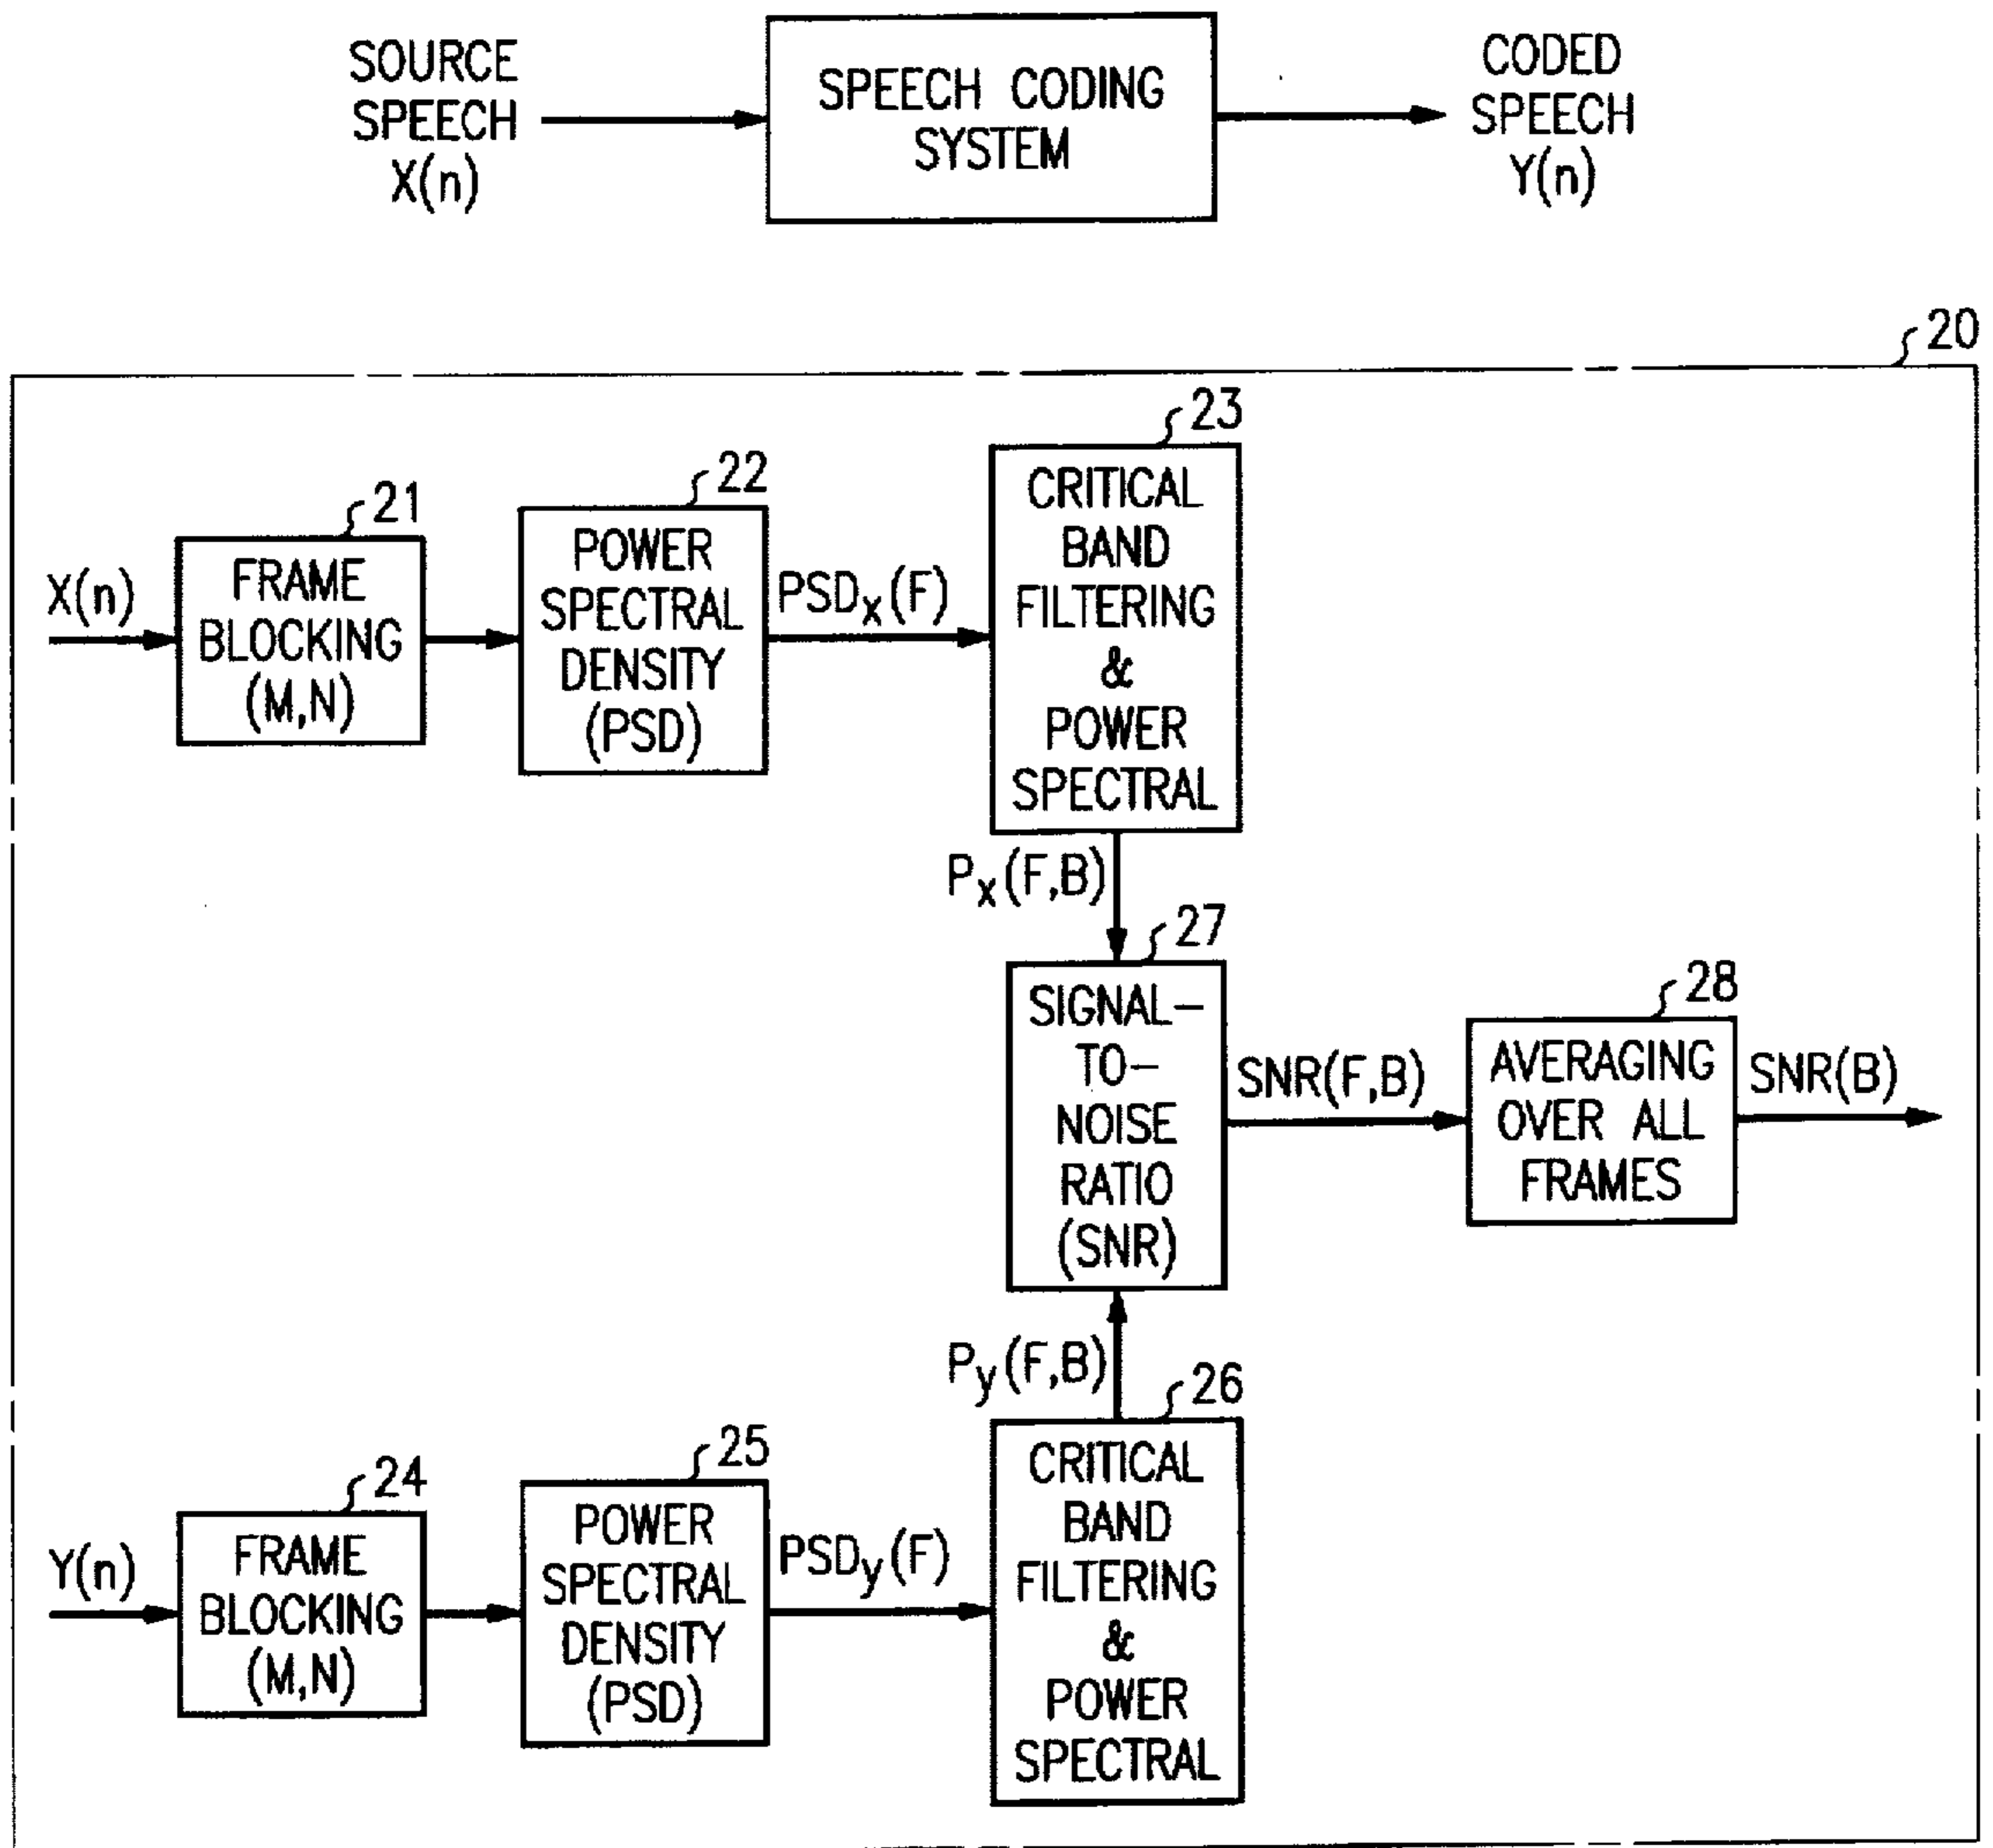 SOURCE
SPEECH
X(n)
SPEECH CODING
SYSTEM
CODED
SPEECH
Y(n)
20
21
X(n)
FRAME
BLOCKING
(M,N)
22
POWER
SPECTRAL
DENSITY
(PSD)
PSDx(F)
23
CRITICAL
BAND
FILTERING
&
POWER
SPECTRAL
Px(F,B)
27
SIGNAL-
TO-
NOISE
RATIO
(SNR)
SNR(F,B)
28
AVERAGING
OVER ALL
FRAMES
SNR(B)
Py(F,B)
24
Y(n)
FRAME
BLOCKING
(M,N)
25
POWER
SPECTRAL
DENSITY
(PSD)
PSDy(F)
26
CRITICAL
BAND
FILTERING
&
POWER
SPECTRAL